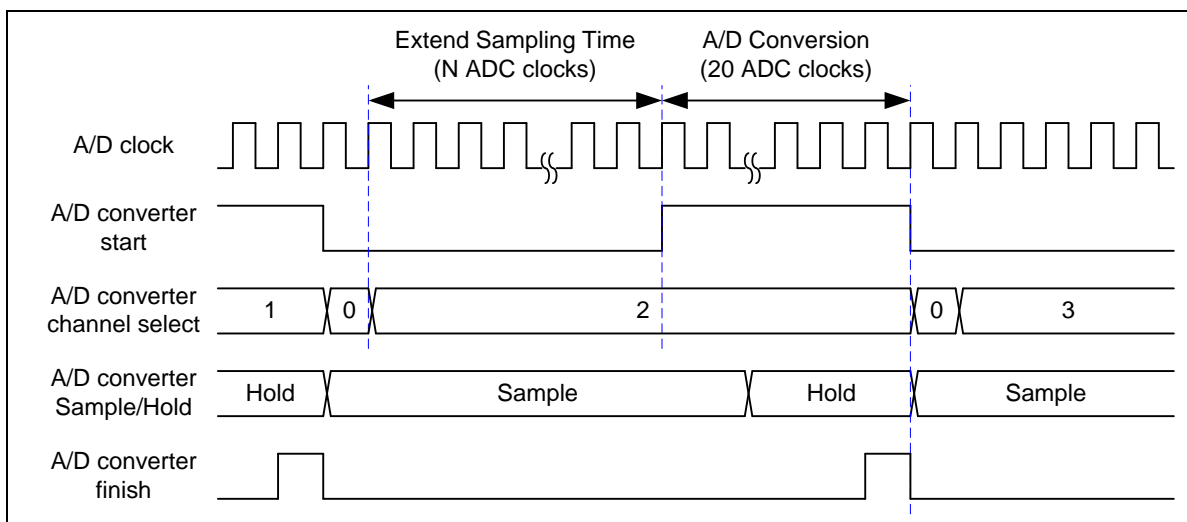 Extend Sampling Time
(N ADC clocks)
A/D Conversion
(20 ADC clocks)
A/D clock
A/D converter
start
A/D converter
channel select
1
0
2
0
3
A/D converter
Sample/Hold
Hold
Sample
Hold
Sample
A/D converter
finish